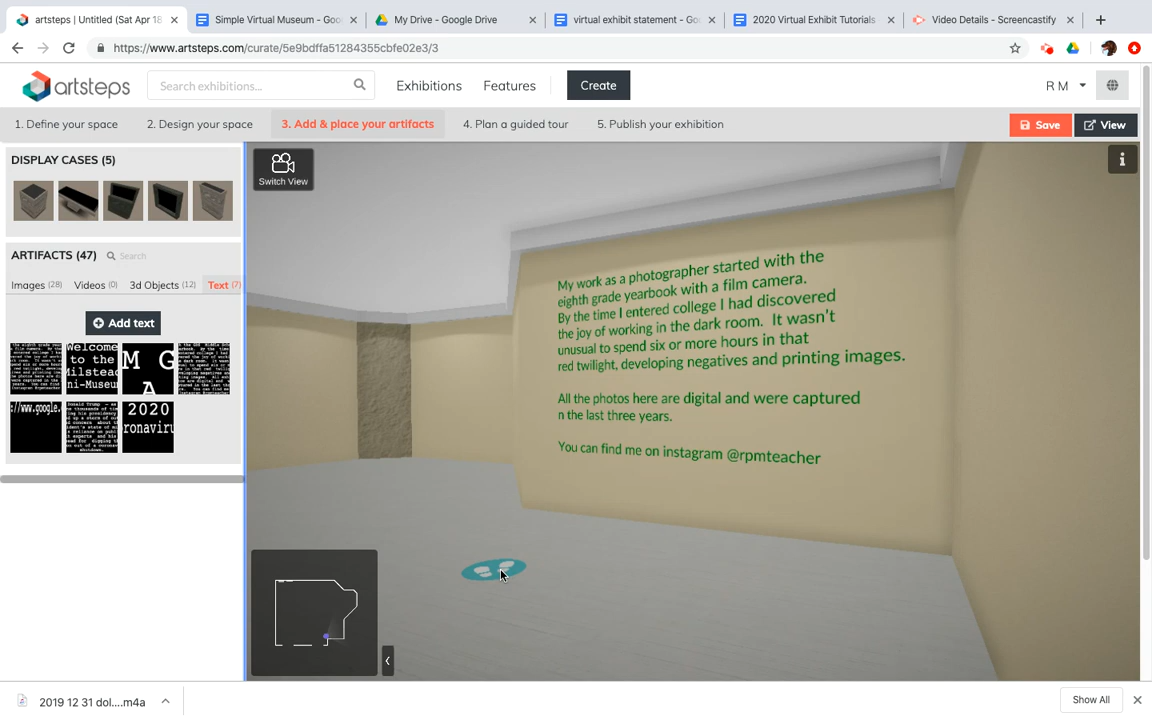 artsteps | Untitled (Sat Apr 18
Simple Virtual Museum - Goo
My Drive - Google Drive
virtual exhibit statement - Go
2020 Virtual Exhibit Tutorials
Video Details - Screencastify
https://www.artsteps.com/curate/5e9bdffa51284355cbfe02e3/3
artsteps
Search exhibitions...
Exhibitions
Features
Create
R M
1. Define your space
2. Design your space
3. Add & place your artifacts
4. Plan a guided tour
5. Publish your exhibition
Save
View
DISPLAY CASES (5)
Switch View
i
ARTIFACTS (47)
Search
Images (28)
Videos (0)
3d Objects (12)
Text (7)
Add text
Welcome
to the
Milstead
ni-Museu
M G
A
://www.google.
2020
ronaviru
My work as a photographer started with the
eighth grade yearbook with a film camera.
By the time I entered college I had discovered
the joy of working in the dark room. It wasn't
unusual to spend six or more hours in that
red twilight, developing negatives and printing images.
All the photos here are digital and were captured
n the last three years.
You can find me on instagram @rpmteacher
2019 12 31 dol....m4a
Show All